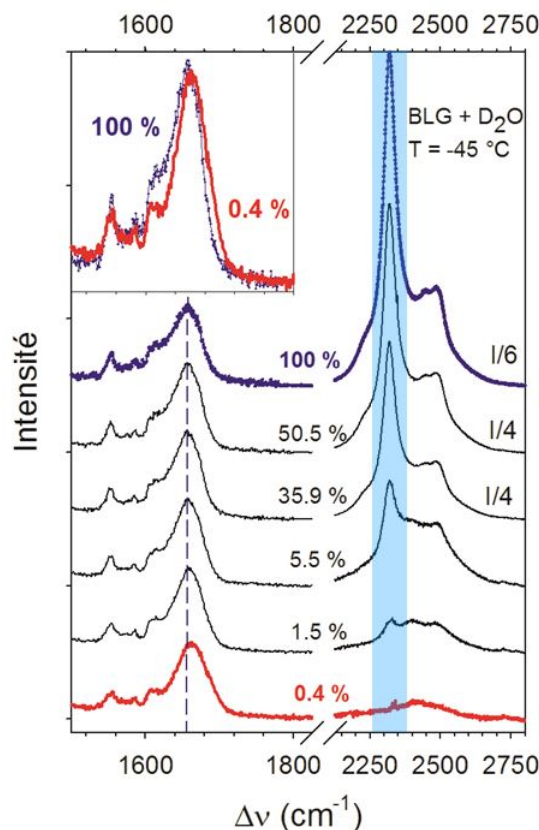 1600 1800 2250 2500 2750
100 %
0.4 %
BLG + D₂O
T = -45 °C
100 % I/6
50.5 % I/4
35.9 % I/4
5.5 %
1.5 %
0.4 %
Intensité
1600 1800 2250 2500 2750
Δν (cm⁻¹)